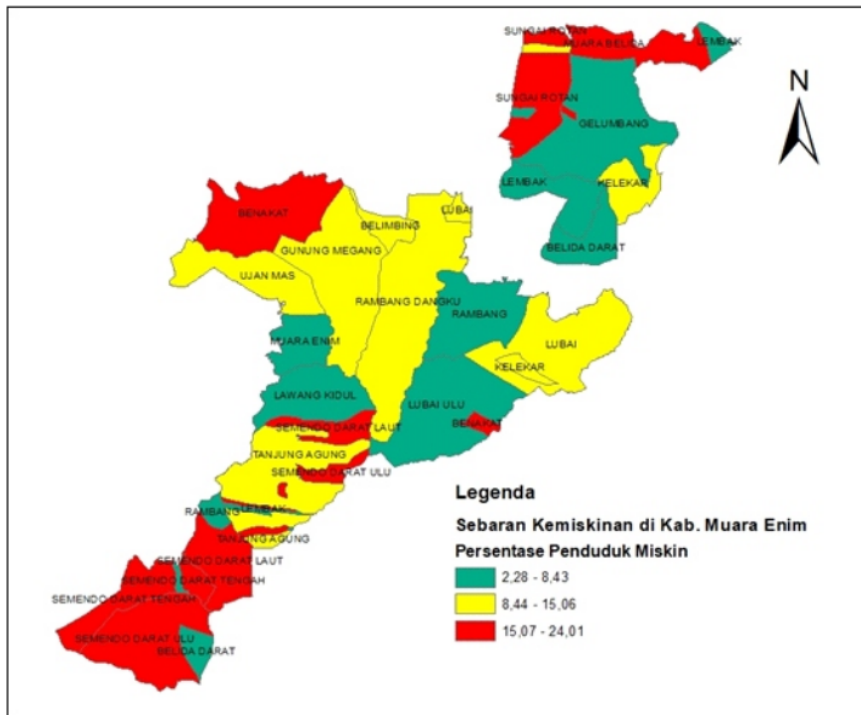 SUNGAI ROTAN
MUARA BELIDA
LEMBAK
N
SUNGAI ROTAN
GELUMBANG
LEMBAK
KELEKAR
BELIDA DARAT
BENAKAT
LUBAI
BELIMBING
GUNUNG MEGANG
UJAN MAS
RAMBANG DANGKU
RAMBANG
MUARA ENIM
LUBAI
KELEKAR
LAWANG KIDUL
LUBAI ULU
BENAKAT
SEMENDO DARAT LAUT
TANJUNG AGUNG
SEMENDO DARAT ULU
RAMBANG
LEMBAK
TANJUNG AGUNG
SEMENDO DARAT LAUT
SEMENDO DARAT TENGAH
SEMENDO DARAT TENGAH
SEMENDO DARAT ULU
BELIDA DARAT
Legenda
Sebaran Kemiskinan di Kab. Muara Enim
Persentase Penduduk Miskin
2,28 - 8,43
8,44 - 15,06
15,07 - 24,01